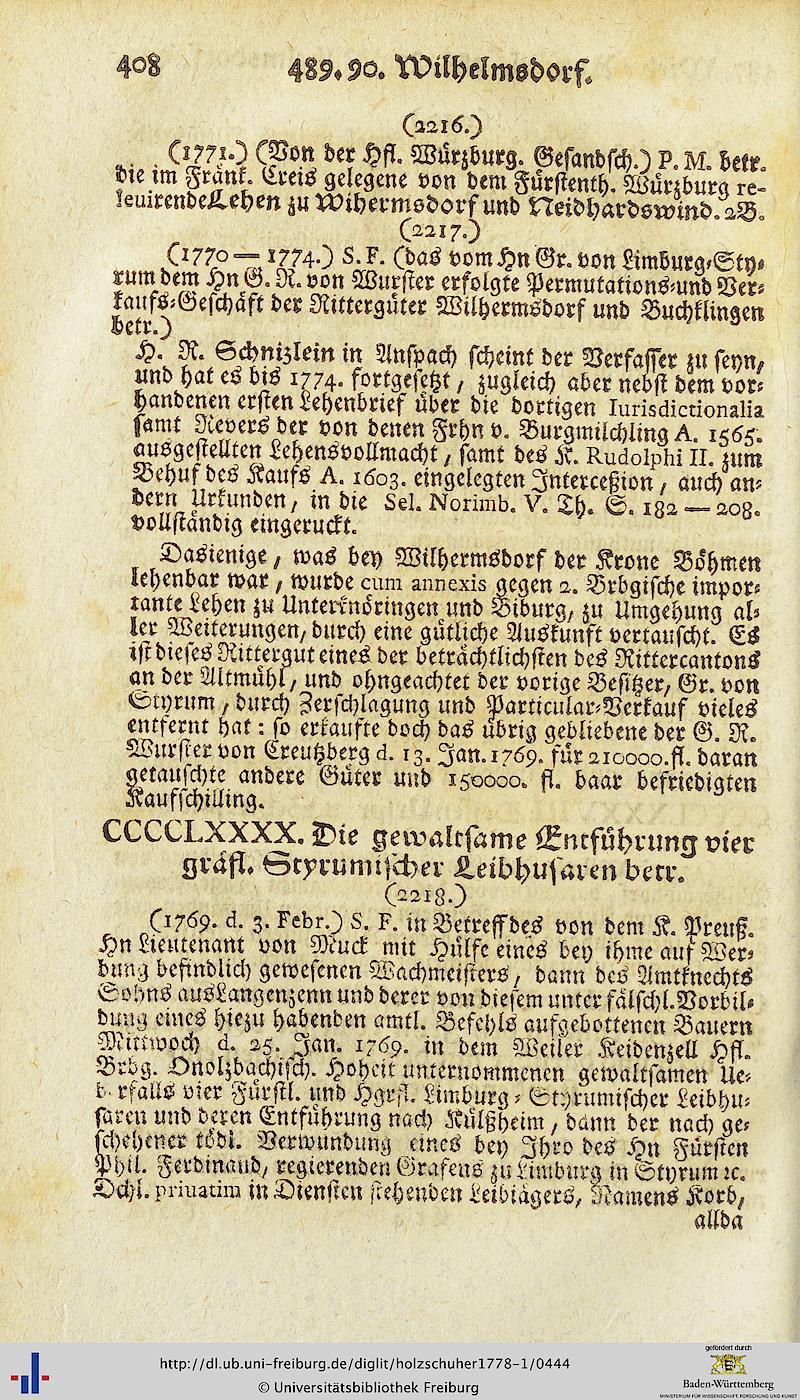 408
489. 90. Wilhelmsdorf.
(2216.)
(1771.) (Von der Hfl. Würzburg. Gesandsch.) P. M. betr.
die im Fränk. Creis gelegene von dem Fürstenth. Würzburg re-
levirende Lehen zu Wihermsdorf und Neidhardswind. 2B.
(2217.)
(1770 — 1774.) S. F. (das vom Hn Gr. von Limburg-Sty-
rum dem Hn G. R. von Wurster erfolgte Permutations-und Ver-
kaufs-Geschäft der Rittergüter Wilhermsdorf und Buchklingen
betr.)
H. R. Schnizlein in Anspach scheint der Verfasser zu seyn,
und hat es bis 1774. fortgesetzt, zugleich aber nebst dem vor-
handenen ersten Lehenbrief über die dortigen Iurisdictionalia
samt Revers der von denen Frhn v. Burgmilchling A. 1565.
ausgestellten Lehensvollmacht, samt des K. Rudolphi II. zum
Behuf des Kaufs A. 1603. eingelegten Interceßion, auch an-
dern Urkunden, in die Sel. Norimb. V. Th. S. 182 — 208.
vollständig eingeruckt.
Dasienige, was bey Wilhermsdorf der Krone Böhmen
lehenbar war, wurde cum annexis gegen 2. Brbgische impor-
tante Lehen zu Unterknöringen und Biburg, zu Umgehung al-
ler Weiterungen, durch eine gütliche Auskunft vertauscht. Es
ist dieses Rittergut eines der beträchtlichsten des Rittercantons
an der Altmühl, und ohngeachtet der vorige Besitzer, Gr. von
Styrum, durch Zerschlagung und Particular-Verkauf vieles
entfernt hat: so erkaufte doch das übrig gebliebene der G. R.
Wurster von Creutzberg d. 13. Jan. 1769. für 210000. fl. daran
getauschte andere Güter und 150000. fl. baar befriedigten
Kaufschilling.
CCCCLXXXX. Die gewaltsame Entführung vier
gräfl. Styrumischer Leibhusaren betr.
(2218.)
(1769. d. 3. Febr.) S. F. in Betreff des von dem K. Preuß.
Hn Lieutenant von Muck mit Hülfe eines bey ihme auf Wer-
bung befindlich gewesenen Wachmeisters, dann des Amtknechts
Sohns aus Langenzenn und derer von diesem unter fälschl. Vorbil-
dung eines hiezu habenden amtl. Befehls aufgebottenen Bauern
Mittwoch d. 25. Jan. 1769. in dem Weiler Keidenzell Hfl.
Brbg. Onolzbachisch. Hoheit unternommenen gewaltsamen Ue-
berfalls vier Fürstl. und Hgrfl. Limburg-Styrumischer Leibhu-
saren und deren Entführung nach Külßheim, dann der nach ge-
schehener tödl. Verwundung eines bey Ihro des Hn Fürsten
Phil. Ferdinand, regierenden Grafens zu Limburg in Styrum ꝛc.
Dchl. privatim in Diensten stehenden Leibjägers, Namens Korb,
allda
http://dl.ub.uni-freiburg.de/diglit/holzschuher1778-1/0444
© Universitätsbibliothek Freiburg
gefördert durch
Baden-Württemberg
MINISTERIUM FÜR WISSENSCHAFT, FORSCHUNG UND KUNST